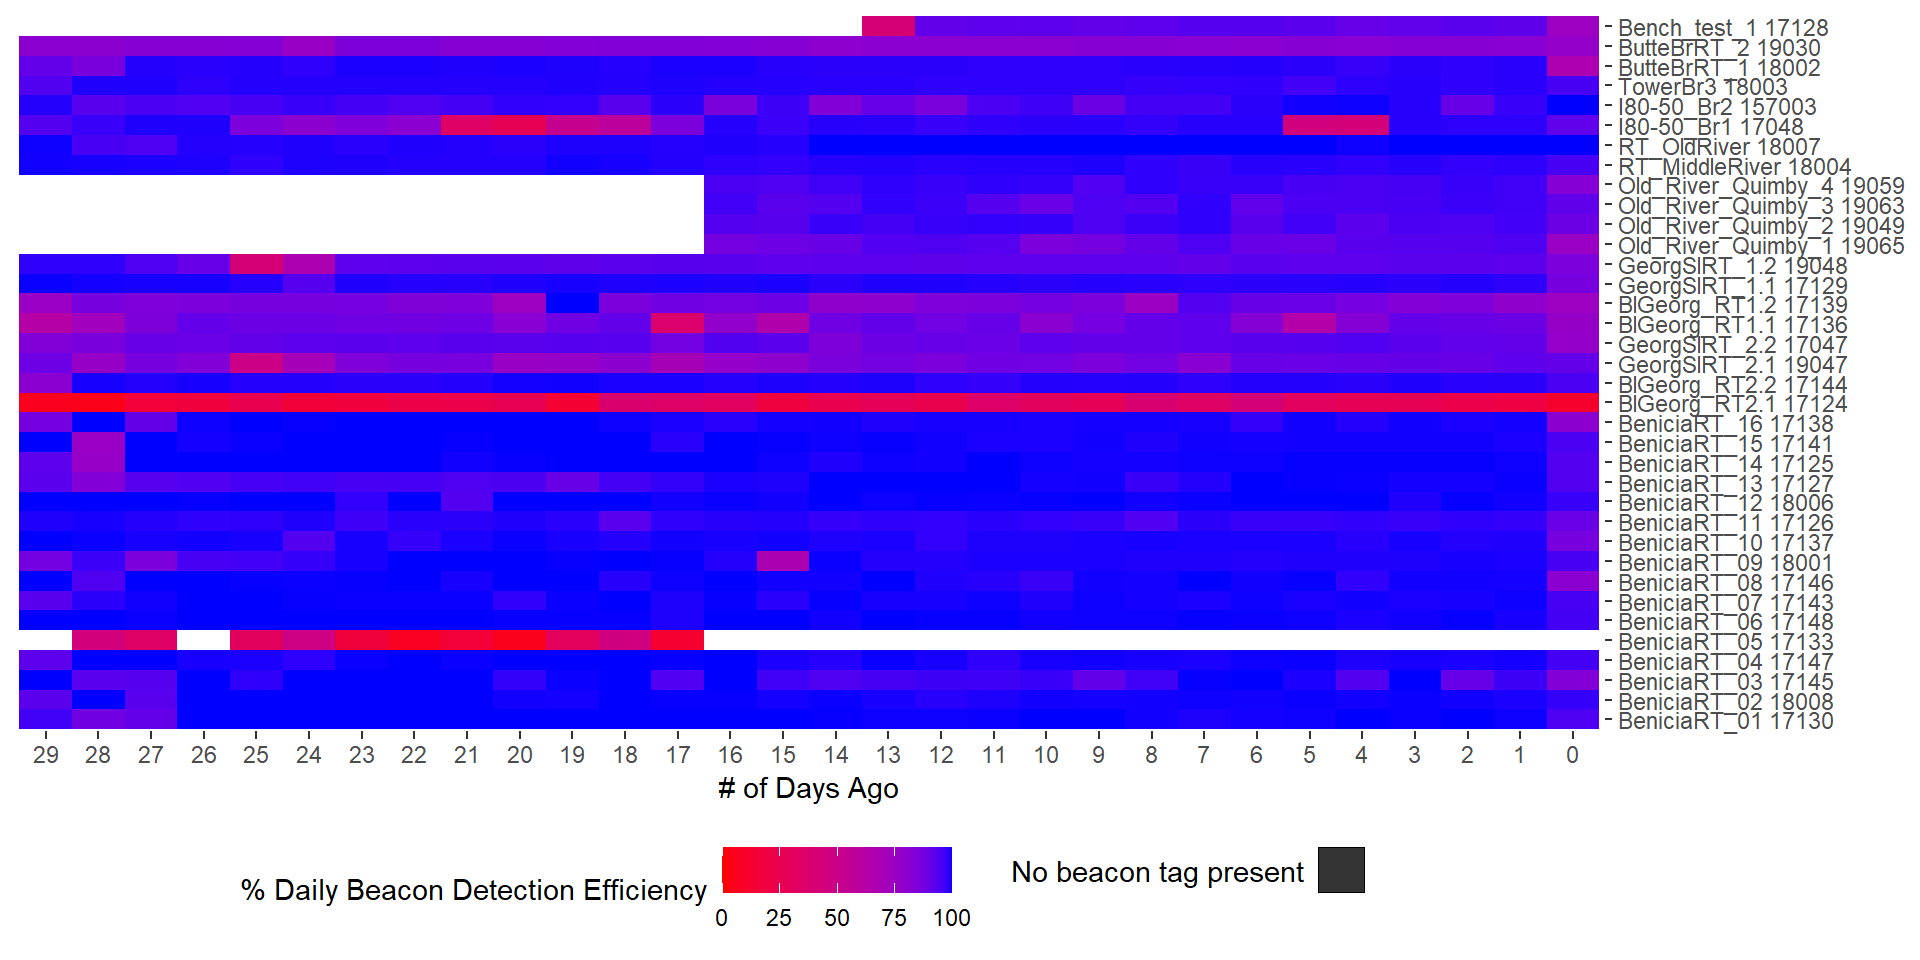 Bench_test_1 17128
ButteBrRT_2 19030
ButteBrRT_1 18002
TowerBr3 18003
I80-50_Br2 157003
I80-50_Br1 17048
RT_OldRiver 18007
RT_MiddleRiver 18004
Old_River_Quimby_4 19059
Old_River_Quimby_3 19063
Old_River_Quimby_2 19049
Old_River_Quimby_1 19065
GeorgSlRT_1.2 19048
GeorgSlRT_1.1 17129
BlGeorg_RT1.2 17139
BlGeorg_RT1.1 17136
GeorgSlRT_2.2 17047
GeorgSlRT_2.1 19047
BlGeorg_RT2.2 17144
BlGeorg_RT2.1 17124
BeniciaRT_16 17138
BeniciaRT_15 17141
BeniciaRT_14 17125
BeniciaRT_13 17127
BeniciaRT_12 18006
BeniciaRT_11 17126
BeniciaRT_10 17137
BeniciaRT_09 18001
BeniciaRT_08 17146
BeniciaRT_07 17143
BeniciaRT_06 17148
BeniciaRT_05 17133
BeniciaRT_04 17147
BeniciaRT_03 17145
BeniciaRT_02 18008
BeniciaRT_01 17130
29 28 27 26 25 24 23 22 21 20 19 18 17 16 15 14 13 12 11 10 9 8 7 6 5 4 3 2 1 0
# of Days Ago
% Daily Beacon Detection Efficiency
0 25 50 75 100
No beacon tag present